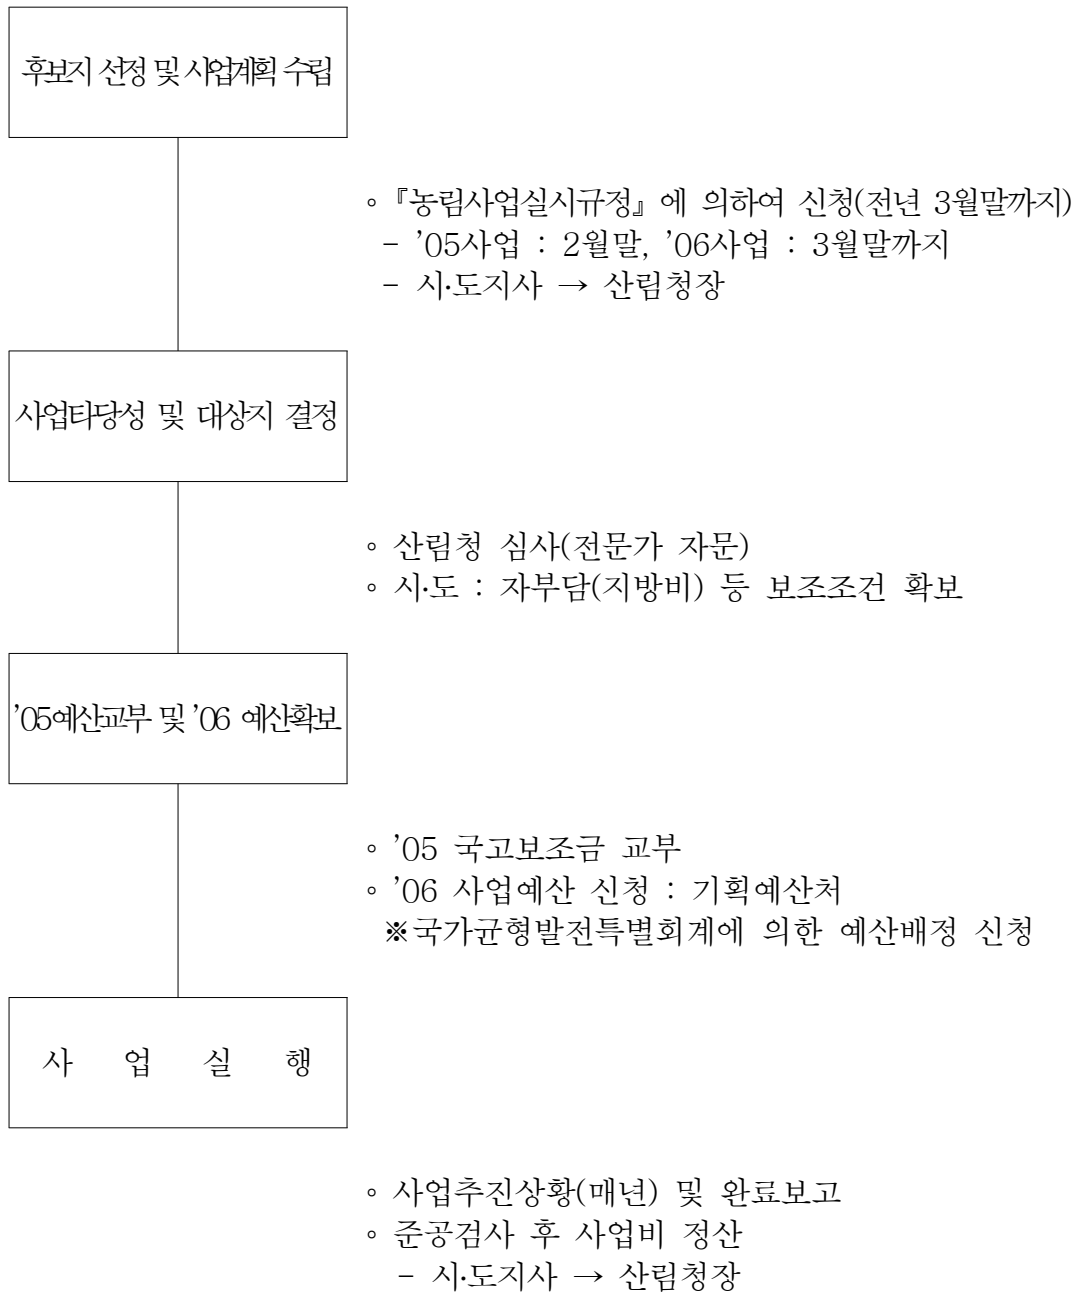 후보지 선정 및 사업계획 수립
◦『농림사업실시규정』에 의하여 신청(전년 3월말까지)
- ’05사업 : 2월말, ’06사업 : 3월말까지
- 시·도지사 → 산림청장
사업타당성 및 대상지 결정
◦ 산림청 심사(전문가 자문)
◦ 시·도 : 자부담(지방비) 등 보조조건 확보
’05예산교부 및 ’06 예산확보
◦ ’05 국고보조금 교부
◦ ’06 사업예산 신청 : 기획예산처
※국가균형발전특별회계에 의한 예산배정 신청
사 업 실 행
◦ 사업추진상황(매년) 및 완료보고
◦ 준공검사 후 사업비 정산
- 시·도지사 → 산림청장